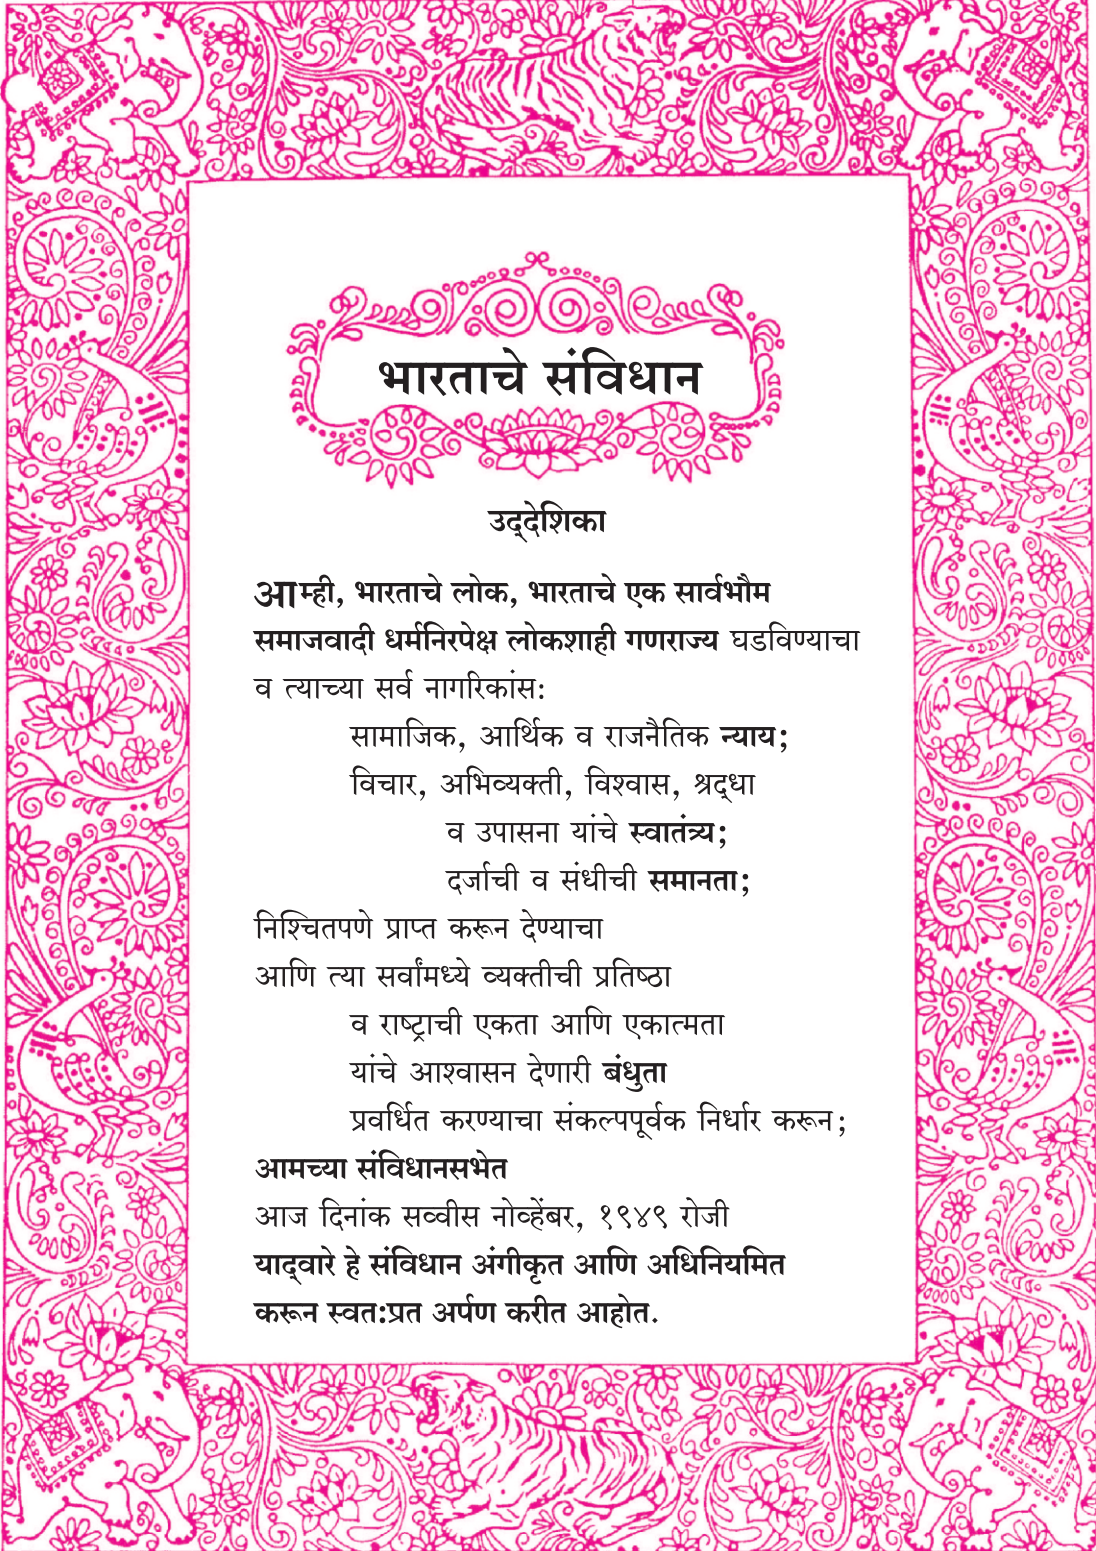 भारताचे संविधान
उद्‌देशिका
आम्ही, भारताचे लोक, भारताचे एक सार्वभौम
समाजवादी धर्मनिरपेक्ष लोकशाही गणराज्य घडविण्याचा
व त्याच्या सर्व नागरिकांस:
सामाजिक, आर्थिक व राजनैतिक न्याय;
विचार, अभिव्यक्ती, विश्वास, श्रद्‌धा
व उपासना यांचे स्वातंत्र्य;
दर्जाची व संधीची समानता;
निश्चितपणे प्राप्त करून देण्याचा
आणि त्या सर्वांमध्ये व्यक्तीची प्रतिष्ठा
व राष्ट्राची एकता आणि एकात्मता
यांचे आश्वासन देणारी बंधुता
प्रवर्धित करण्याचा संकल्पपूर्वक निर्धार करून;
आमच्या संविधानसभेत
आज दिनांक सव्वीस नोव्हेंबर, १९४९ रोजी
याद्‌वारे हे संविधान अंगीकृत आणि अधिनियमित
करून स्वत:प्रत अर्पण करीत आहोत.